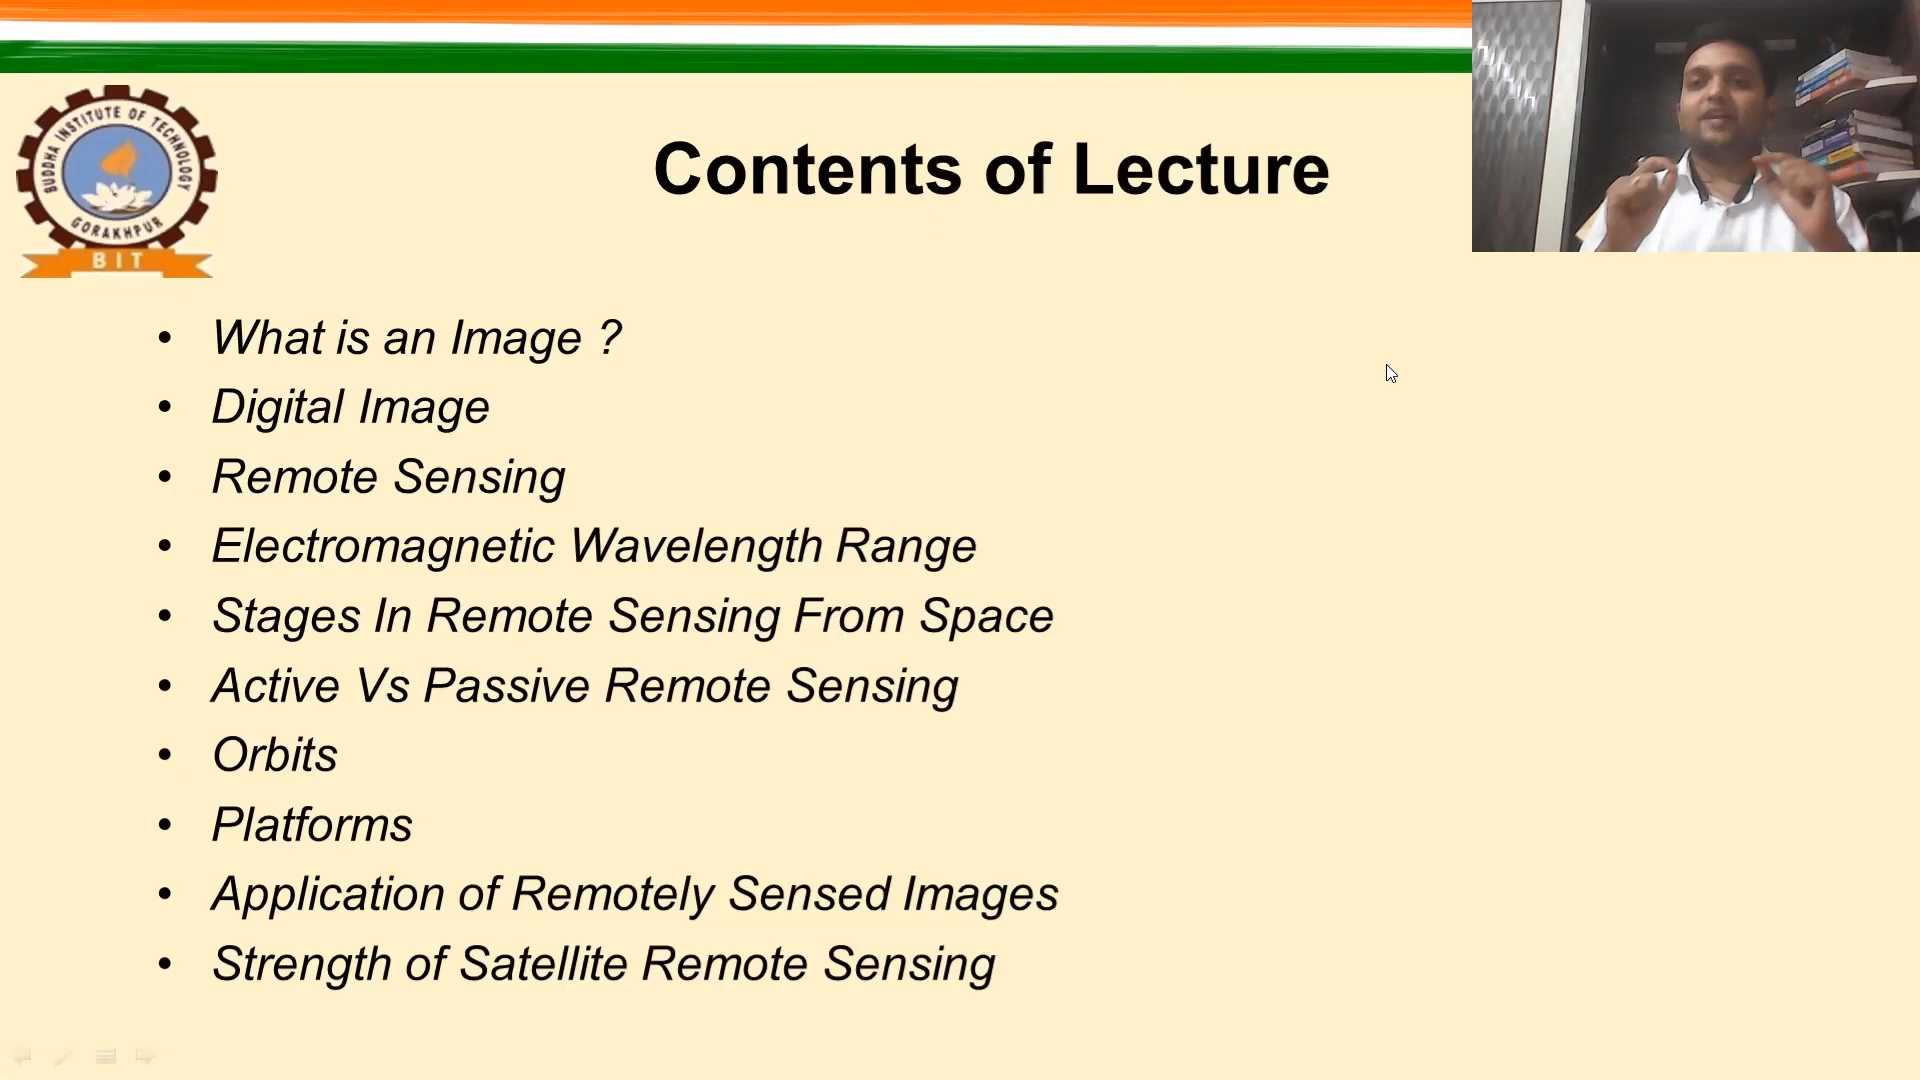 BUDDHA INSTITUTE OF TECHNOLOGY
GORAKHPUR
BIT
Contents of Lecture
• What is an Image ?
• Digital Image
• Remote Sensing
• Electromagnetic Wavelength Range
• Stages In Remote Sensing From Space
• Active Vs Passive Remote Sensing
• Orbits
• Platforms
• Application of Remotely Sensed Images
• Strength of Satellite Remote Sensing